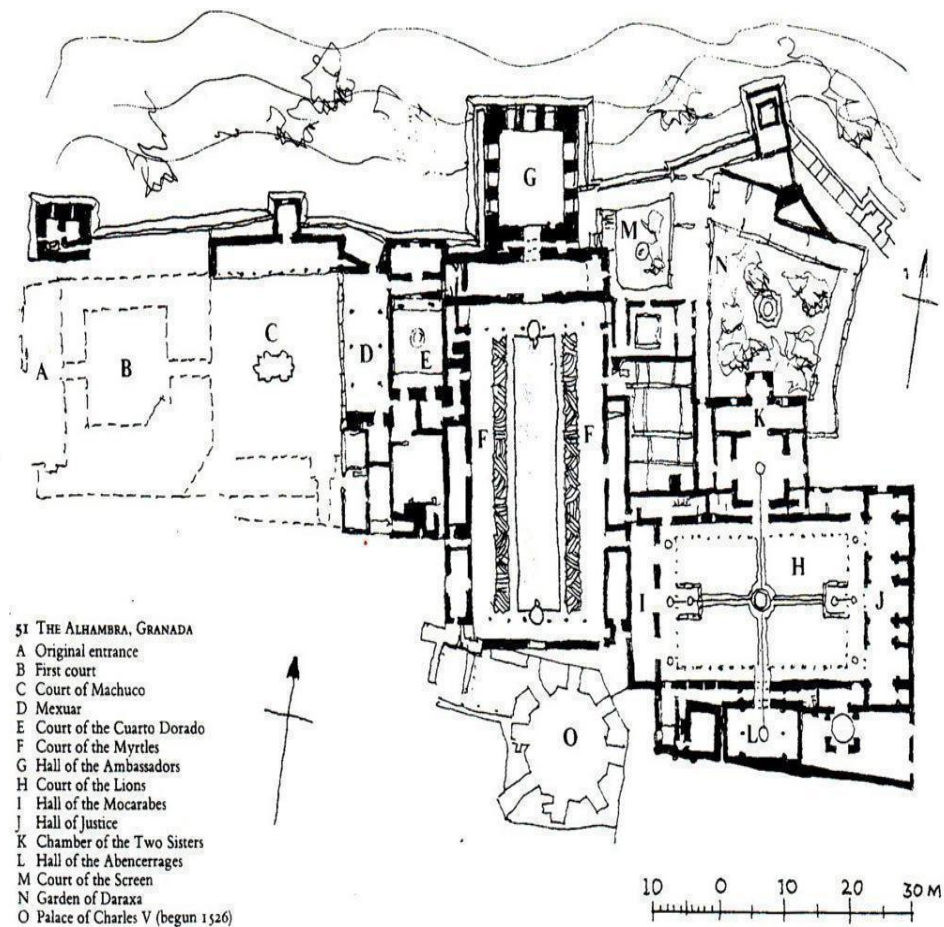 G
M
N
C
A
B
D
E
K
F
F
H
I
J
L
O
51 THE ALHAMBRA, GRANADA
A Original entrance
B First court
C Court of Machuco
D Mexuar
E Court of the Cuarto Dorado
F Court of the Myrtles
G Hall of the Ambassadors
H Court of the Lions
I Hall of the Mocarabes
J Hall of Justice
K Chamber of the Two Sisters
L Hall of the Abencerrages
M Court of the Screen
N Garden of Daraxa
O Palace of Charles V (begun 1526)
10 0 10 20 30 M